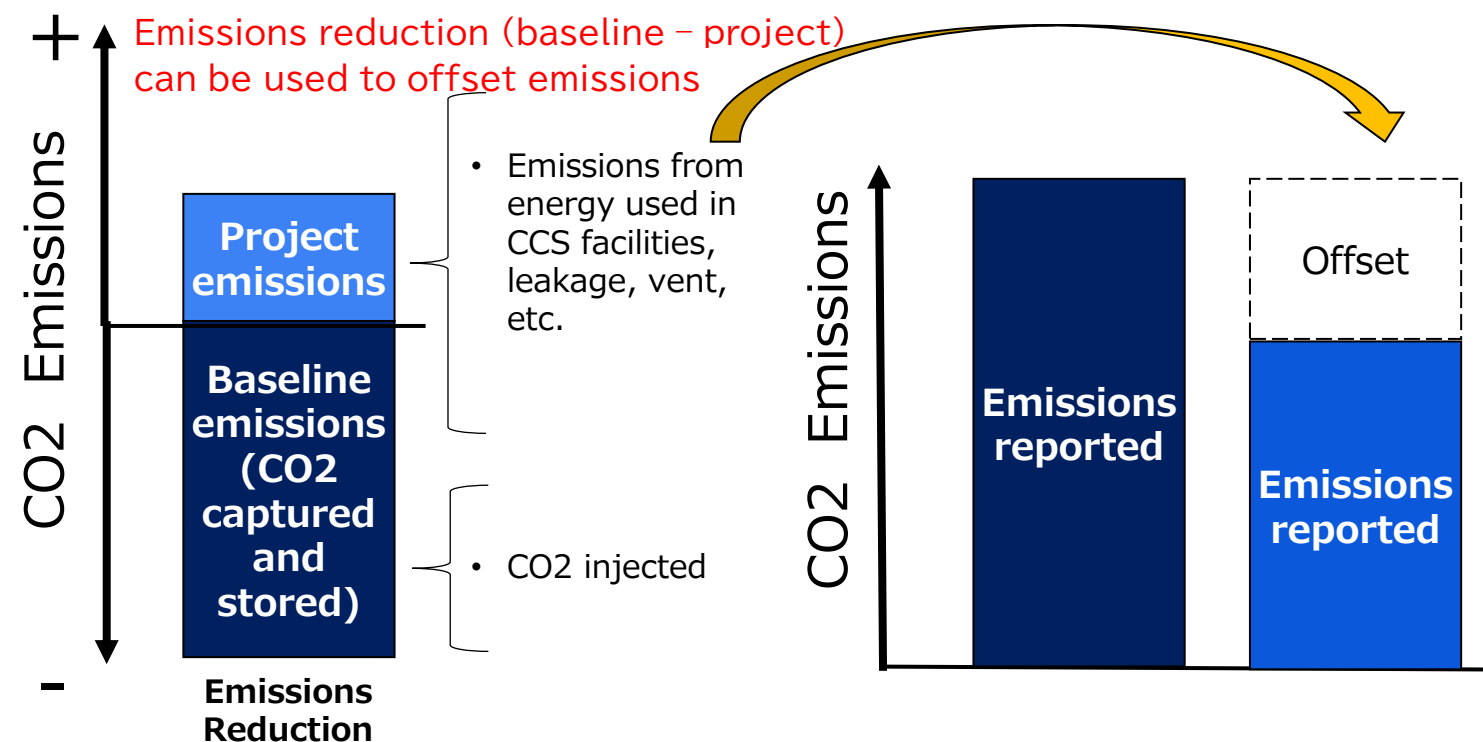 +
Emissions reduction (baseline – project)
can be used to offset emissions
CO2 Emissions
Project
emissions
• Emissions from
energy used in
CCS facilities,
leakage, vent,
etc.
Baseline
emissions
(CO2
captured
and
stored)
• CO2 injected
-
Emissions
Reduction
CO2 Emissions
Emissions
reported
Offset
Emissions
reported